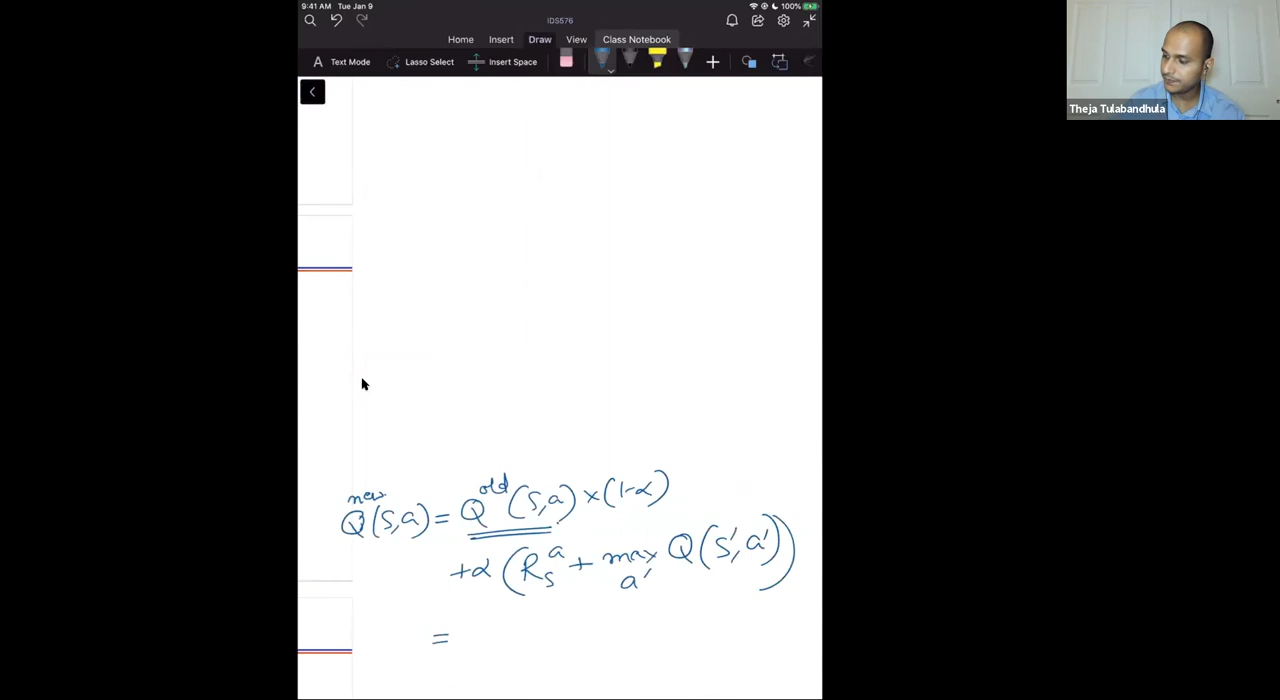 9:41 AM Tue Jan 9
100%
IDS576
Home Insert Draw View Class Notebook
A Text Mode Lasso Select Insert Space
Theja Tulabandhula
new
Q(S,a) = Q^old (S,a) × (1-α)
+α (R_S^a + max_a' Q(S',a'))
=